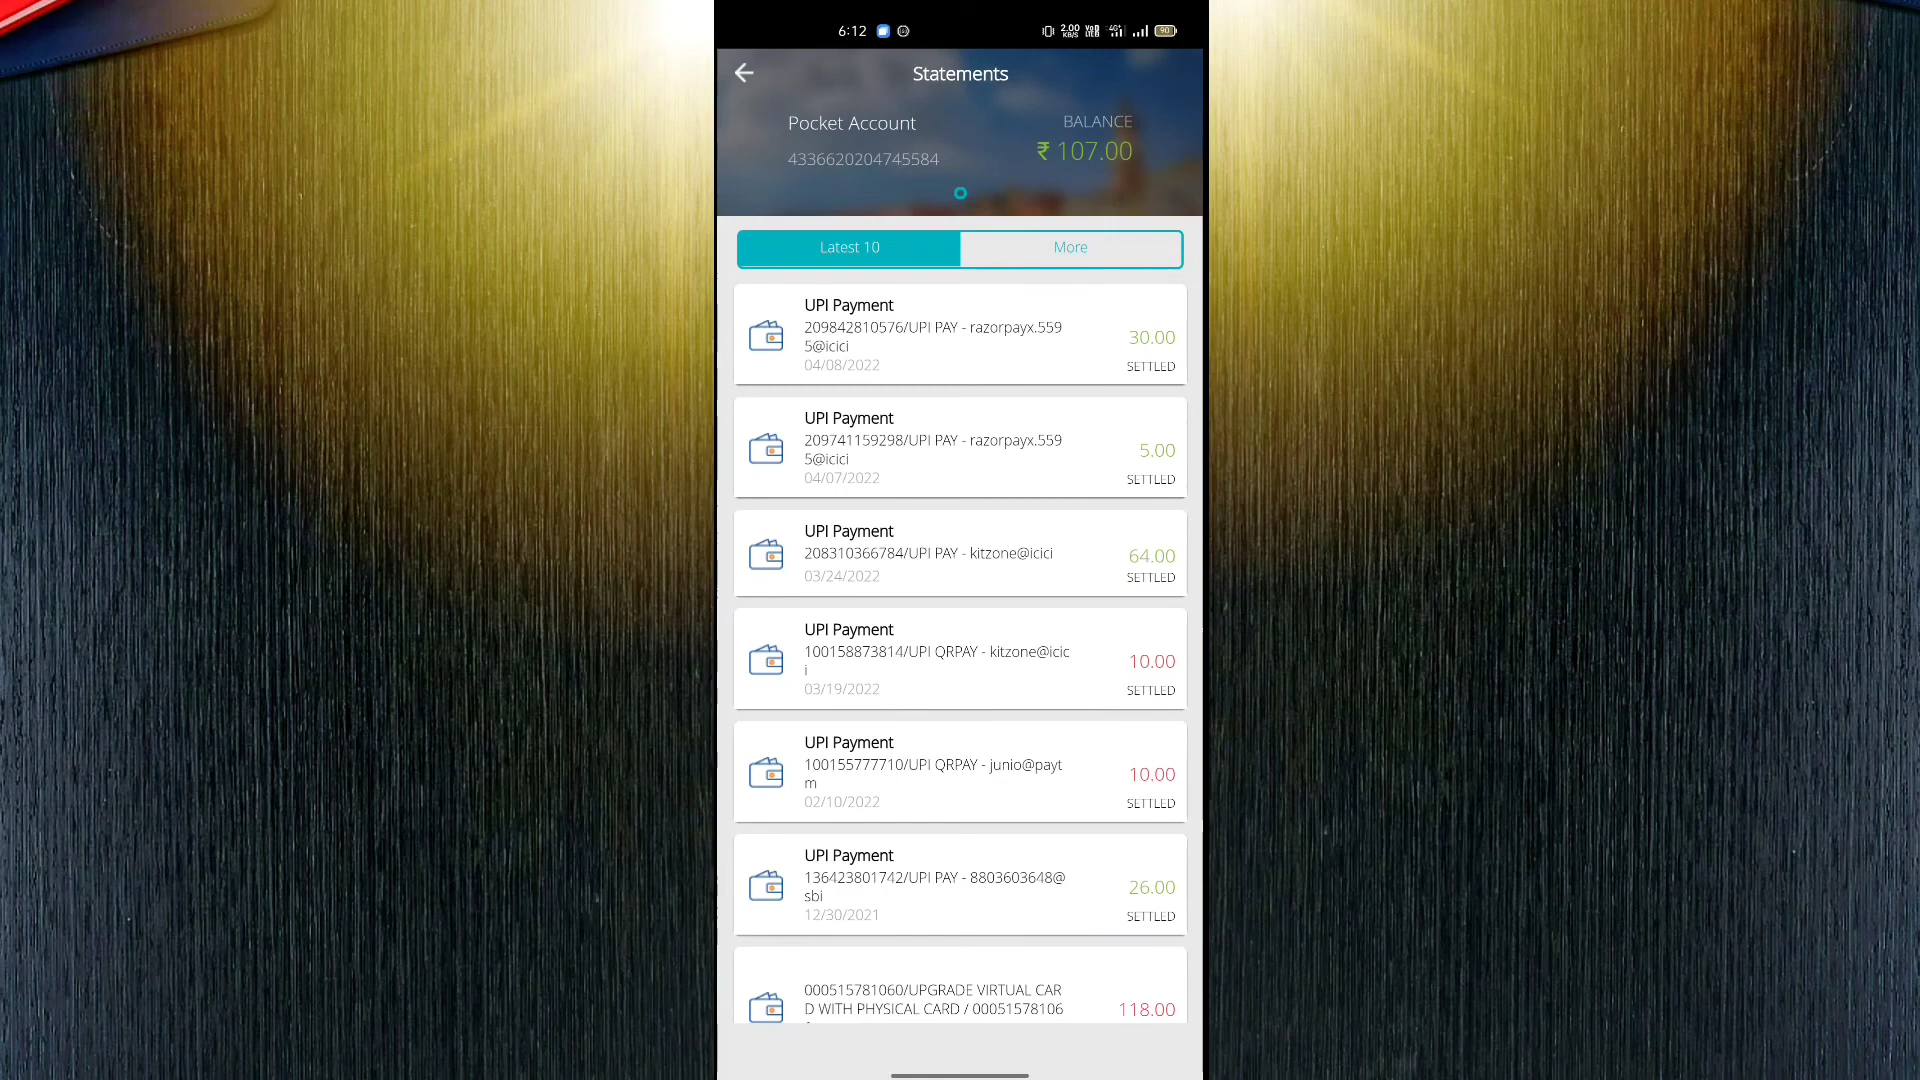 6:12
2.00 KB/S 4G+ 90
Statements
Pocket Account
BALANCE
4336620204745584
₹ 107.00
Latest 10
More
UPI Payment
209842810576/UPI PAY - razorpayx.559
5@icici
30.00
04/08/2022
SETTLED
UPI Payment
209741159298/UPI PAY - razorpayx.559
5@icici
5.00
04/07/2022
SETTLED
UPI Payment
208310366784/UPI PAY - kitzone@icici
64.00
03/24/2022
SETTLED
UPI Payment
100158873814/UPI QRPAY - kitzone@icic
i
10.00
03/19/2022
SETTLED
UPI Payment
100155777710/UPI QRPAY - junio@payt
m
10.00
02/10/2022
SETTLED
UPI Payment
136423801742/UPI PAY - 8803603648@
sbi
26.00
12/30/2021
SETTLED
000515781060/UPGRADE VIRTUAL CAR
D WITH PHYSICAL CARD / 00051578106
118.00